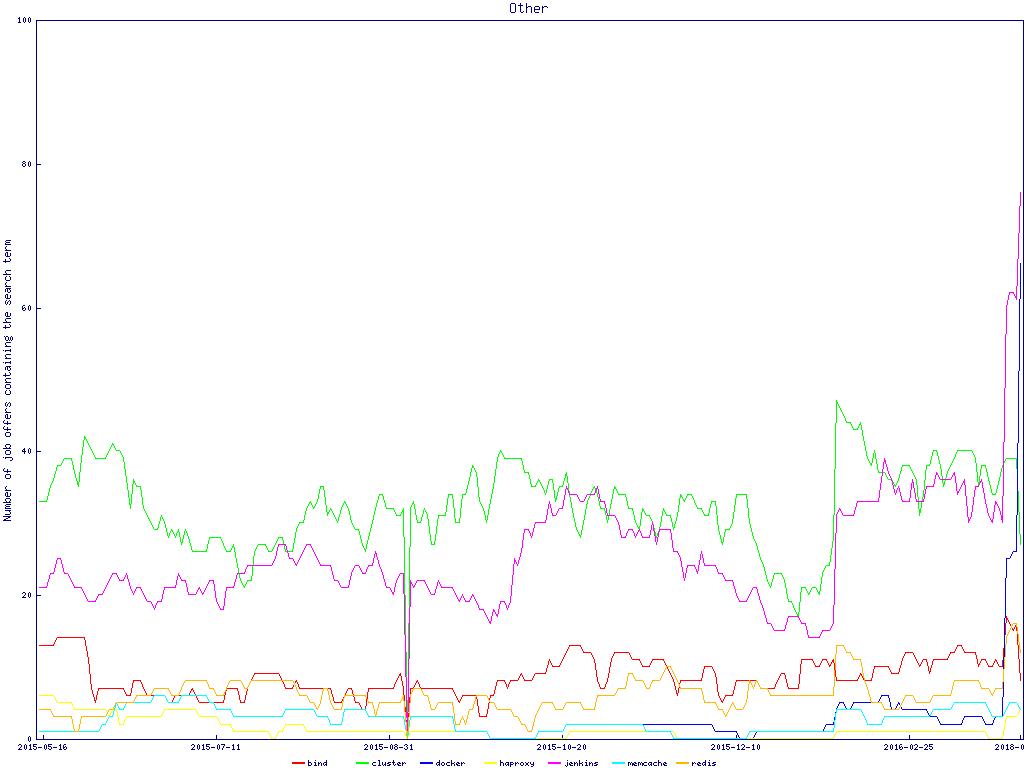 Other
Number of job offers containing the search term
100
80
60
40
20
0
2015-05-16 2015-07-11 2015-08-31 2015-10-20 2015-12-10 2016-02-25 2018-0
bind cluster docker haproxy jenkins memcache redis